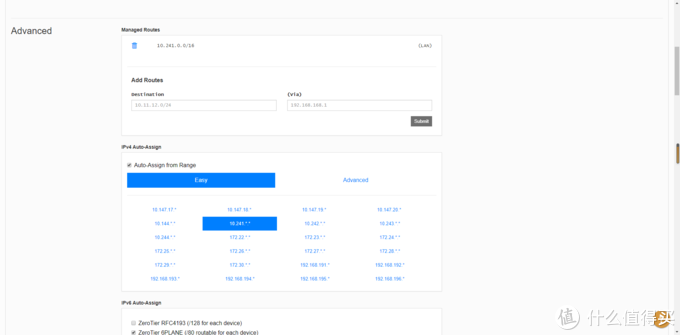 Advanced
Managed Routes
10.241.0.0/16 (LAN)
Add Routes
Destination (Via)
10.11.12.0/24 192.168.168.1
Submit
IPv4 Auto-Assign
Auto-Assign from Range
Easy Advanced
10.147.17.* 10.147.18.* 10.147.19.* 10.147.20.*
10.144.*.* 10.241.*.* 10.242.*.* 10.243.*.*
10.244.*.* 172.22.*.* 172.23.*.* 172.24.*.*
172.25.*.* 172.26.*.* 172.27.*.* 172.28.*.*
172.29.*.* 172.30.*.* 192.168.191.* 192.168.192.*
192.168.193.* 192.168.194.* 192.168.195.* 192.168.196.*
IPv6 Auto-Assign
ZeroTier RFC4193 (/128 for each device)
ZeroTier 6PLANE (/80 routable for each device)
值 什么值得买